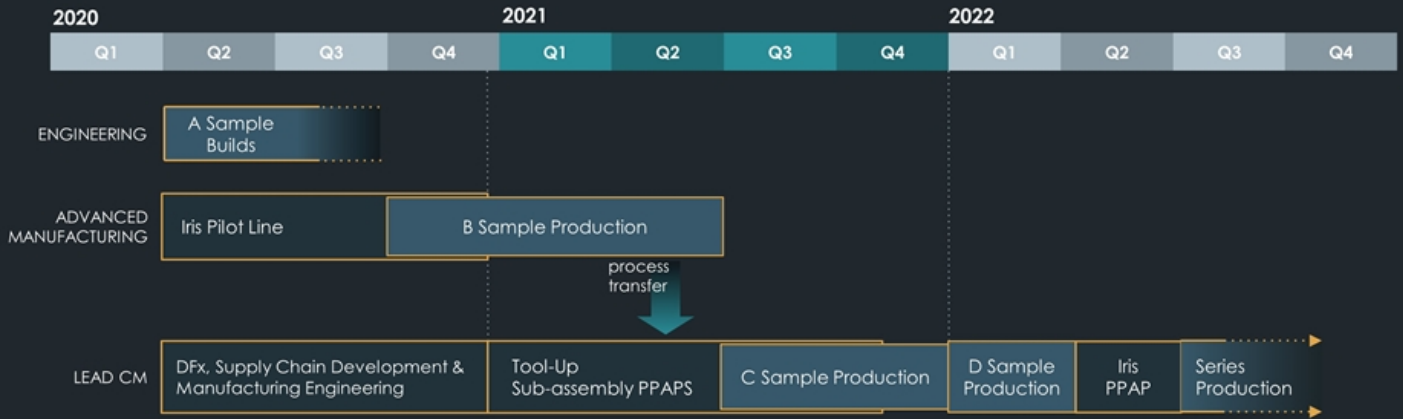 2020 2021 2022
Q1 Q2 Q3 Q4 Q1 Q2 Q3 Q4 Q1 Q2 Q3 Q4
ENGINEERING
A Sample
Builds
ADVANCED
MANUFACTURING
Iris Pilot Line
B Sample Production
process
transfer
LEAD CM
DFx, Supply Chain Development &
Manufacturing Engineering
Tool-Up
Sub-assembly PPAPS
C Sample Production
D Sample
Production
Iris
PPAP
Series
Production